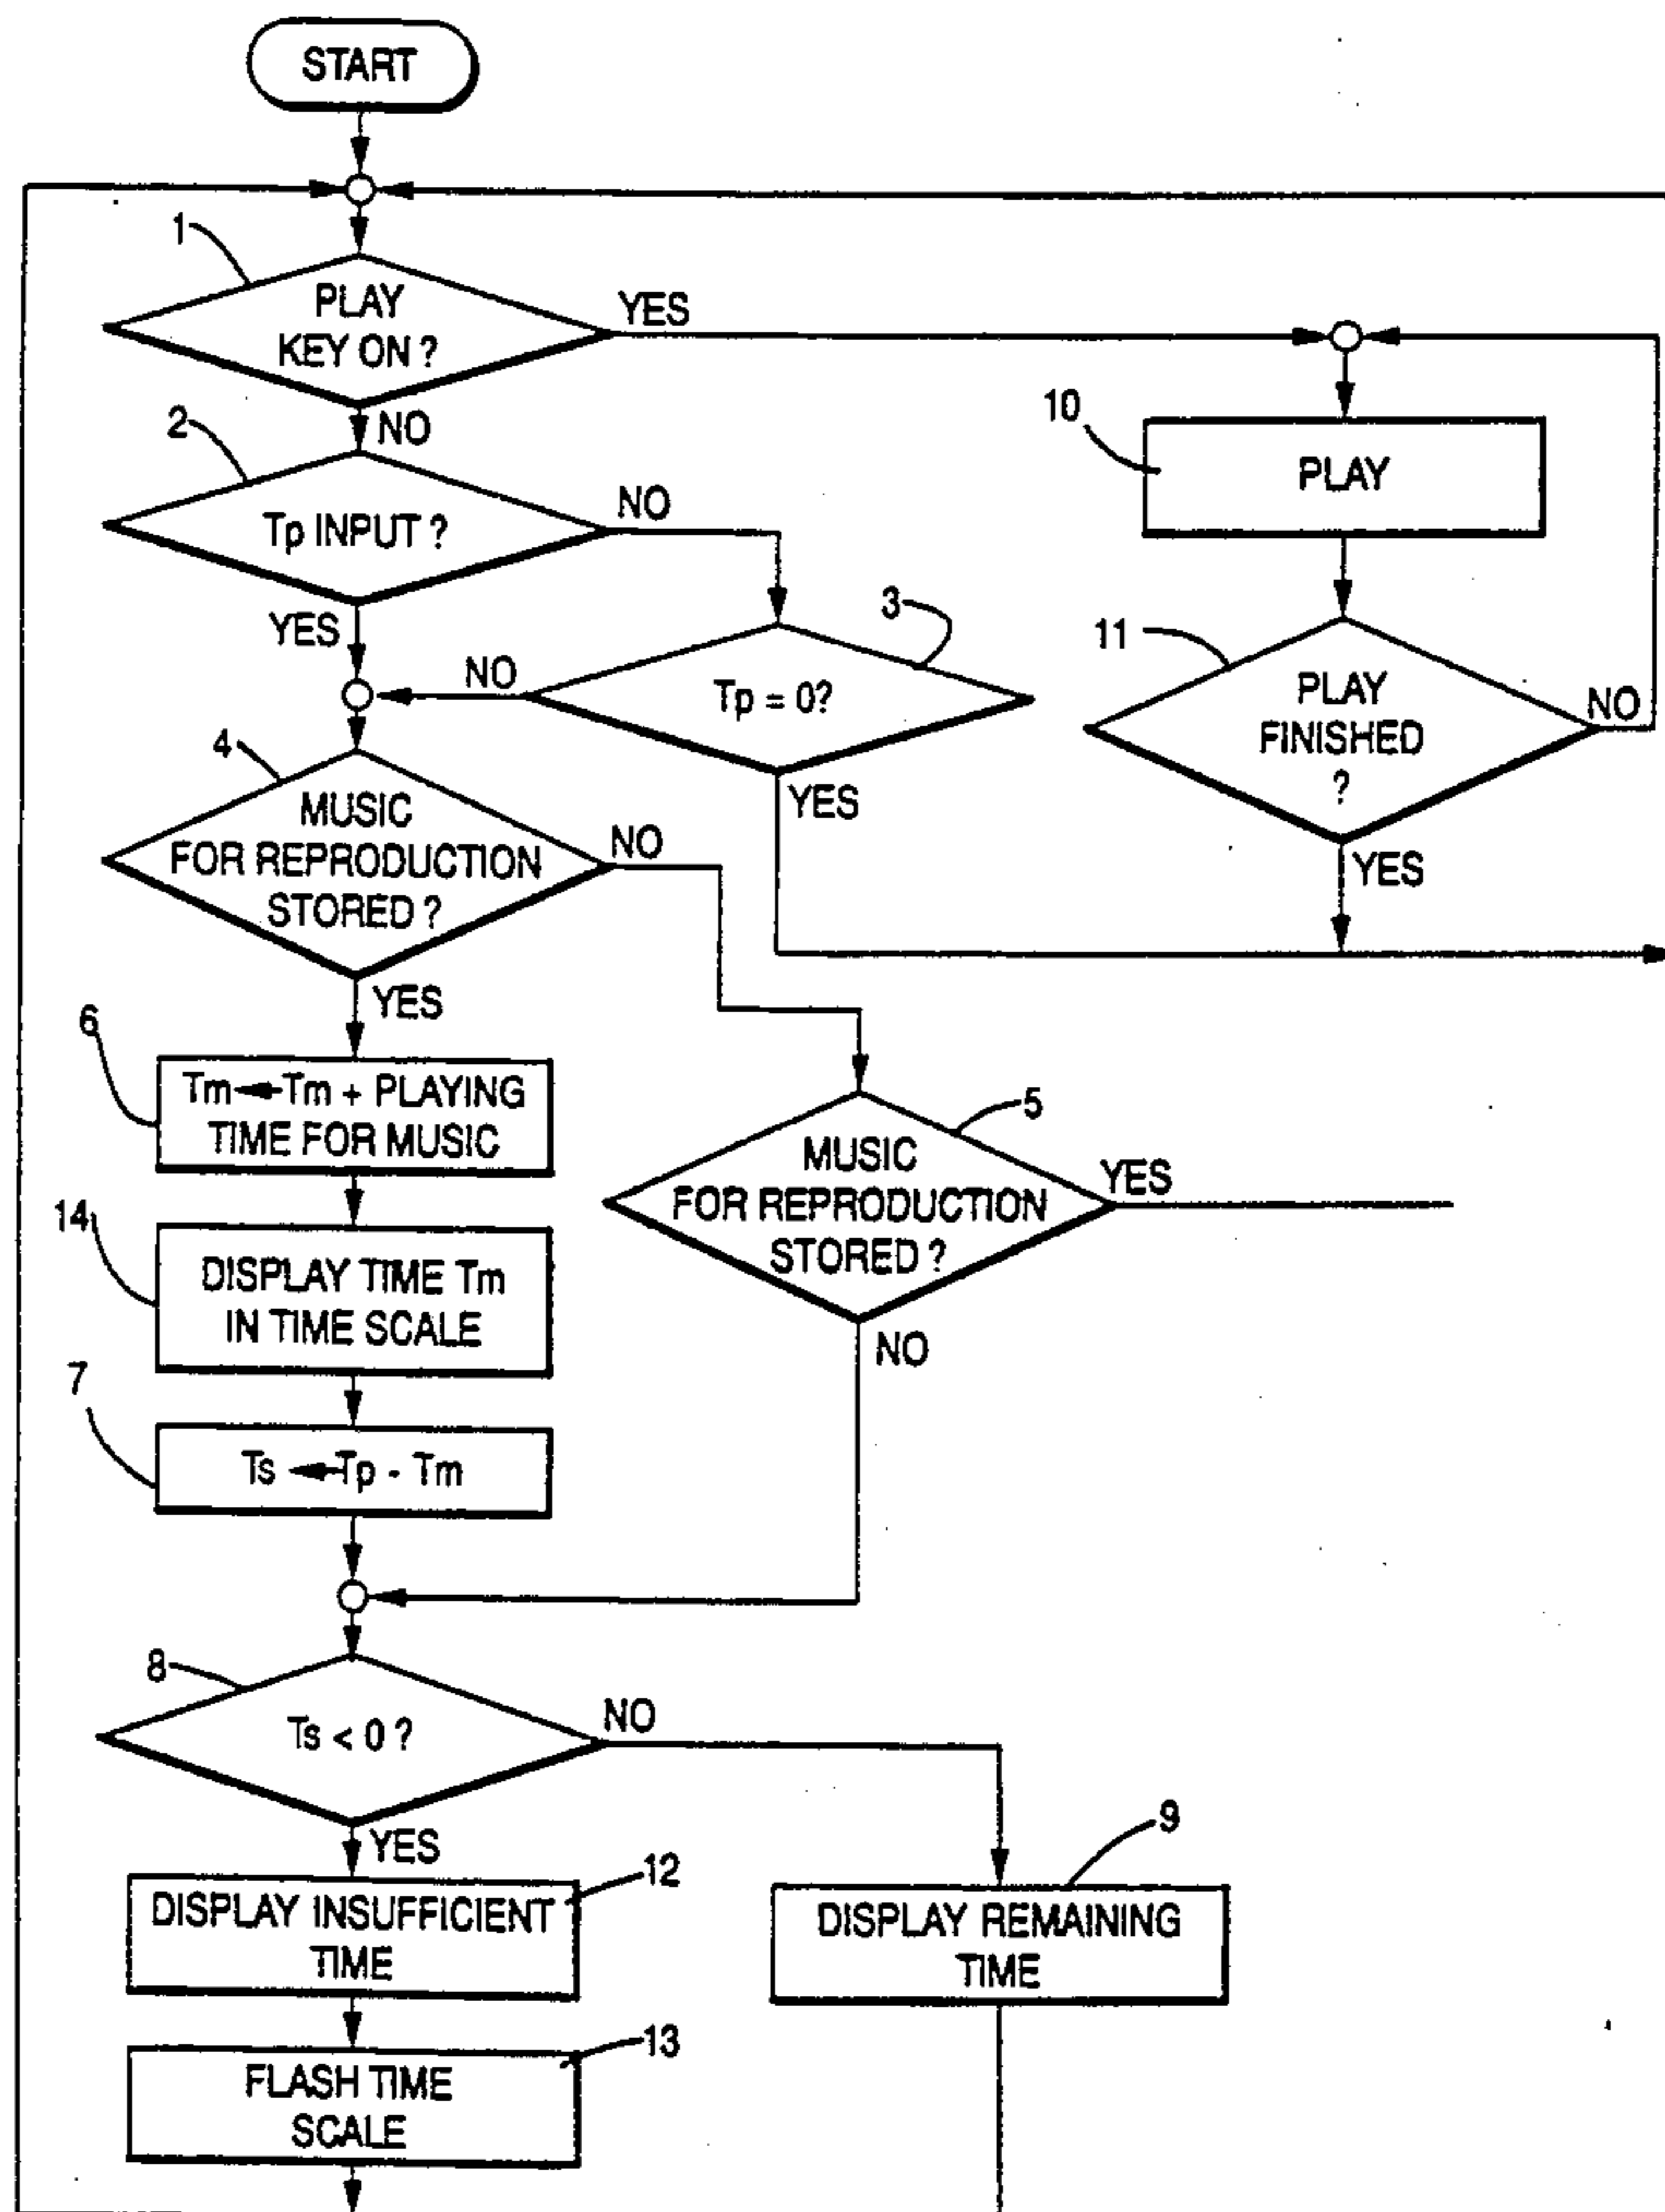 START
1
PLAY
KEY ON ?
YES
NO
2
Tp INPUT ?
NO
YES
3
Tp = 0?
NO
YES
10
PLAY
11
PLAY
FINISHED
?
NO
YES
4
MUSIC
FOR REPRODUCTION
STORED ?
NO
YES
6
Tm ← Tm + PLAYING
TIME FOR MUSIC
5
MUSIC
FOR REPRODUCTION
STORED ?
YES
NO
14
DISPLAY TIME Tm
IN TIME SCALE
7
Ts ← Tp - Tm
8
Ts < 0 ?
NO
YES
12
DISPLAY INSUFFICIENT
TIME
9
DISPLAY REMAINING
TIME
13
FLASH TIME
SCALE